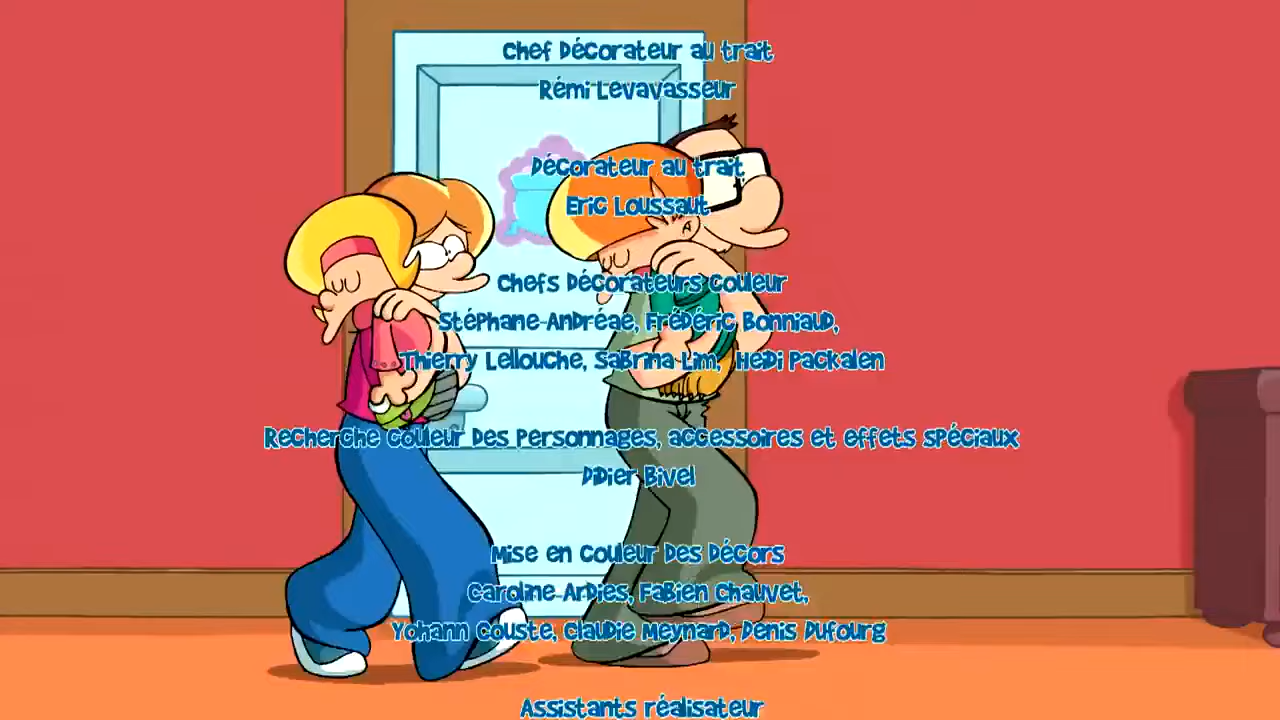 Chef Décorateur au trait
Rémi Levavasseur
Décorateur au trait
Eric Loussaut
Chefs Décorateurs Couleur
Stéphane Andréae, Frédéric Bonniaud,
Thierry Lellouche, Sabrina Lim, Heidi Packalen
Recherche couleur des personnages, accessoires et effets spéciaux
Didier Bivel
Mise en couleur des décors
Caroline Ardies, Fabien Chauvet,
Yohann Couste, Claudie Meynard, Denis Dufourg
Assistants réalisateur